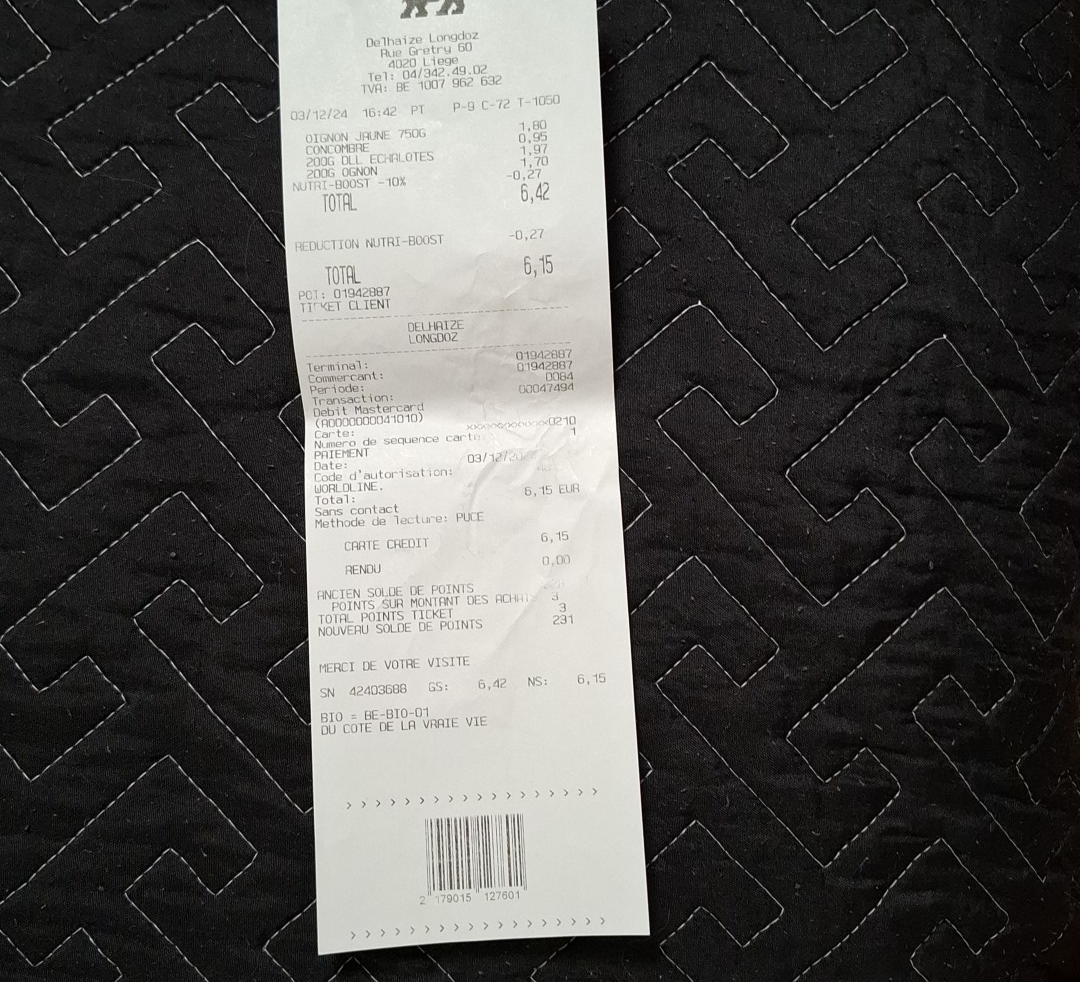 Delhaize Longdoz
Rue Gretry 60
4020 Liege
Tel: 04/342.49.02
TVA: BE 1007 962 632
03/12/24 16:42 PT P-9 C-72 T-1050
OIGNON JAUNE 750G 1,80
CONCOMBRE 0,95
200G DLL ECHALOTES 1,97
200G OGNON 1,70
NUTRI-BOOST -10% -0,27
TOTAL 6,42
REDUCTION NUTRI-BOOST -0,27
TOTAL 6,15
POI: 01942887
TICKET CLIENT
DELHAIZE
LONGDOZ
Terminal: 01942887
Commercant: 01942887
Periode: 0084
Transaction: 00047494
Debit Mastercard
(A0000000041010)
Carte: xxxxxxxxxxxx0210
Numero de sequence carte: 1
PAIEMENT
Date: 03/12/
Code d'autorisation:
WORLDLINE.
Total: 6,15 EUR
Sans contact
Methode de lecture: PUCE
CARTE CREDIT 6,15
RENDU 0,00
ANCIEN SOLDE DE POINTS
POINTS SUR MONTANT DES ACHATS 3
TOTAL POINTS TICKET 3
NOUVEAU SOLDE DE POINTS 231
MERCI DE VOTRE VISITE
SN 42403688 GS: 6,42 NS: 6,15
BIO = BE-BIO-01
DU COTE DE LA VRAIE VIE
> > > > > > > > > > > > > > > > > >
2 179015 127601
> > > > > > > > > > > > > > > > > >